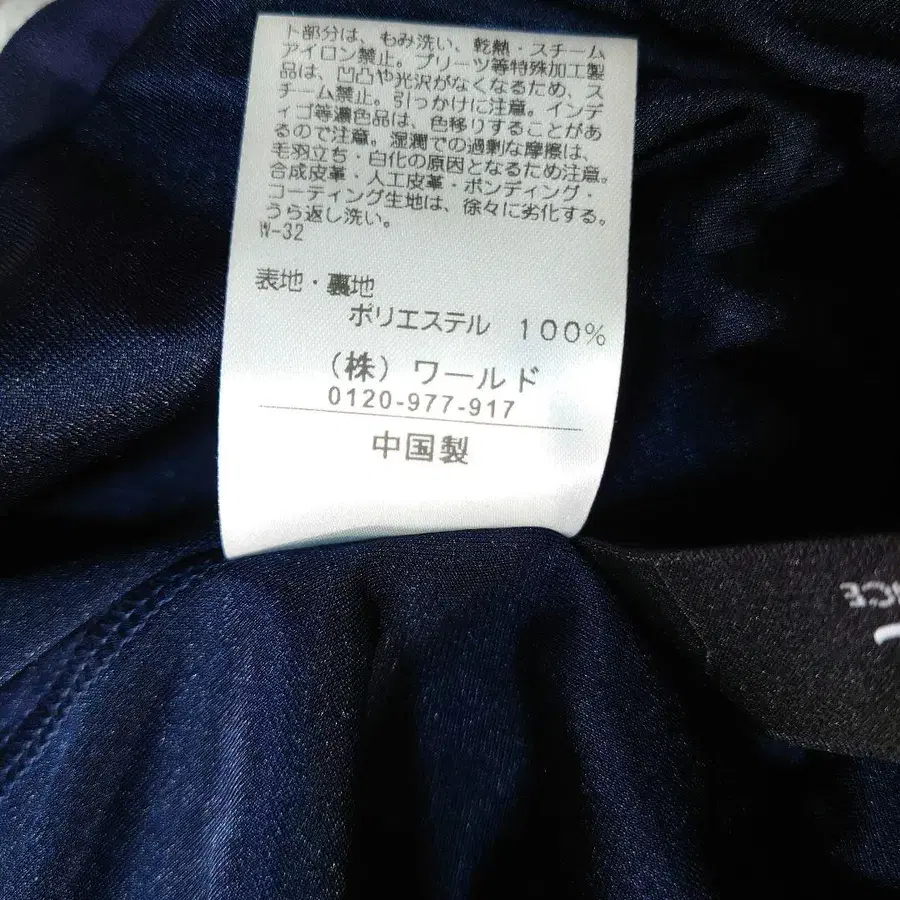 ト部分は、もみ洗い、乾熱・スチーム
アイロン禁止。プリーツ等特殊加工製
品は、凹凸や光沢がなくなるため、ス
チーム禁止。引っかけに注意。インデ
ィゴ等濃色品は、色移りすることがあ
るので注意。湿潤での過剰な摩擦は、
毛羽立ち・白化の原因となるため注意。
合成皮革・人工皮革・ボンディング・
コーティング生地は、徐々に劣化する。
うら返し洗い。
W-32
表地・裏地
ポリエステル 100%
（株）ワールド
0120-977-917
中国製